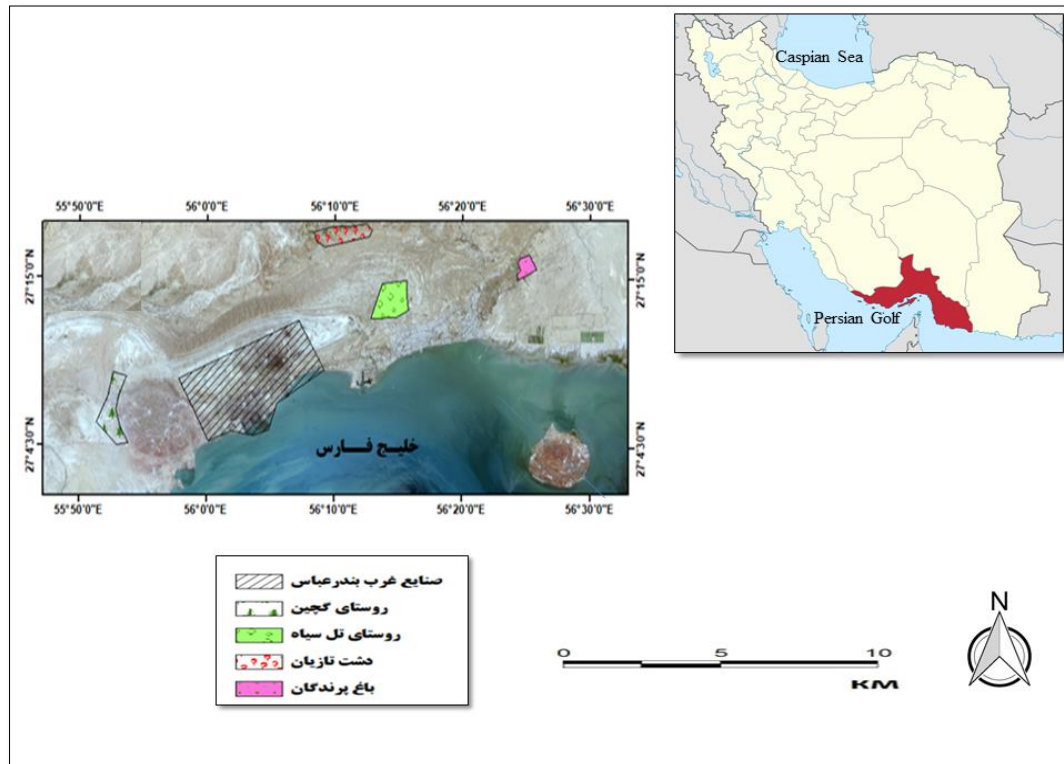 Caspian Sea
Persian Golf
55°50'0"E 56°0'0"E 56°10'0"E 56°20'0"E 56°30'0"E
27°15'0"N 27°15'0"N
27°4'30"N 27°4'30"N
خلیج فارس
55°50'0"E 56°0'0"E 56°10'0"E 56°20'0"E 56°30'0"E
صنایع غرب بندرعباس
روستای گچین
روستای تل سیاه
دشت تازیان
باغ پرندگان
0 5 10
KM
N